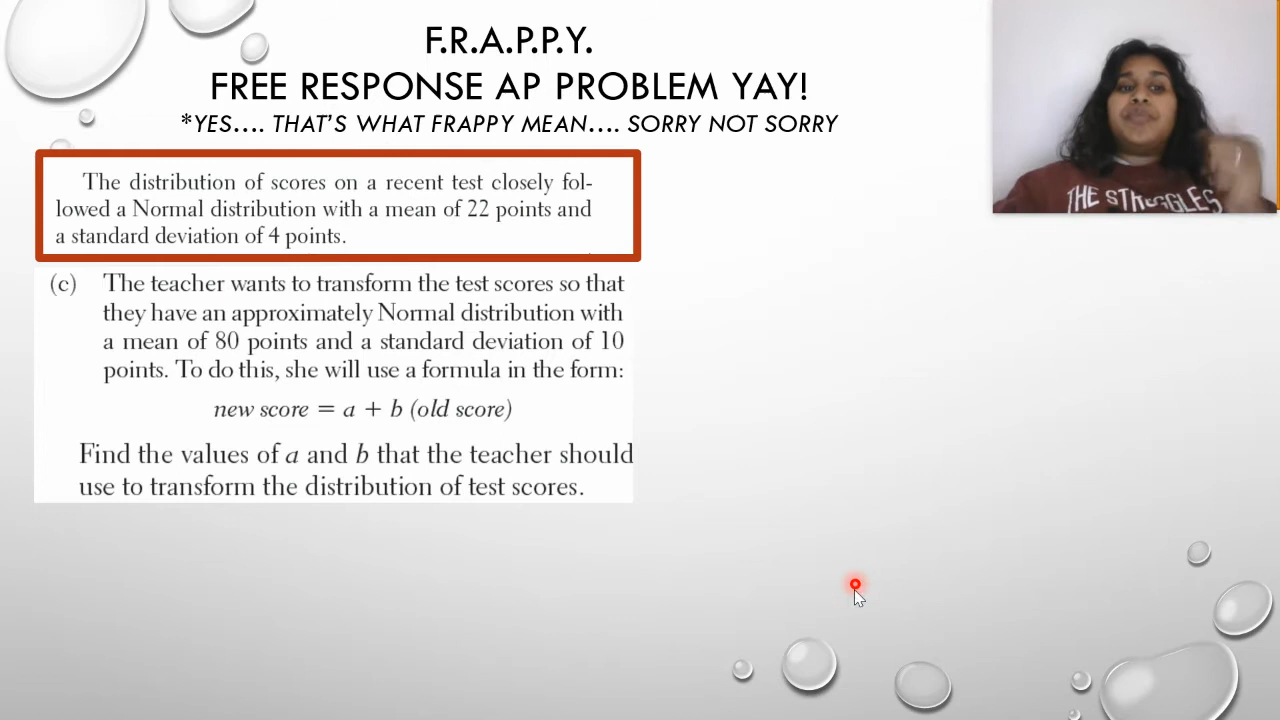 F.R.A.P.P.Y.
FREE RESPONSE AP PROBLEM YAY!
*YES.... THAT'S WHAT FRAPPY MEAN.... SORRY NOT SORRY
The distribution of scores on a recent test closely fol-
lowed a Normal distribution with a mean of 22 points and
a standard deviation of 4 points.
(c) The teacher wants to transform the test scores so that
they have an approximately Normal distribution with
a mean of 80 points and a standard deviation of 10
points. To do this, she will use a formula in the form:
new score = a + b (old score)
Find the values of a and b that the teacher should
use to transform the distribution of test scores.
THE STRUGGLES